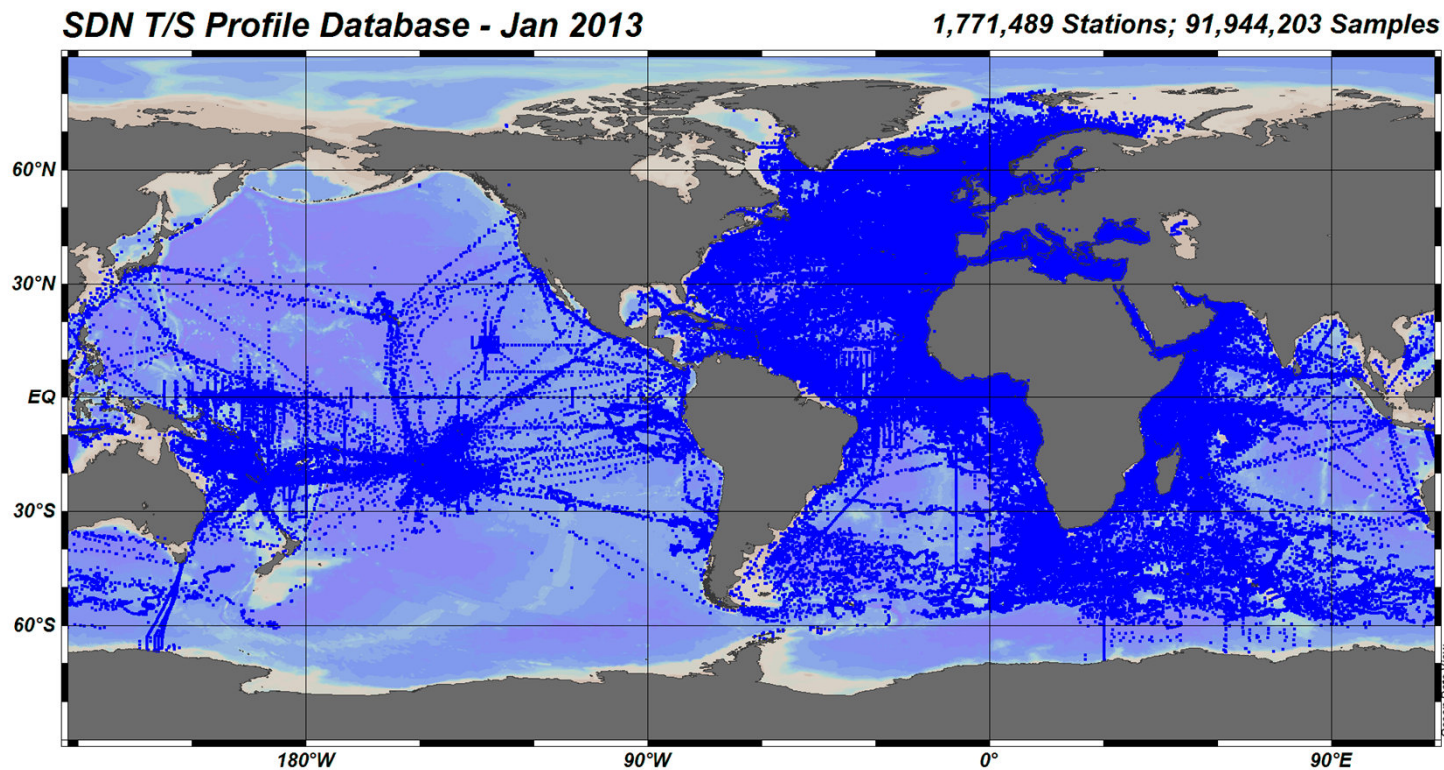 SDN T/S Profile Database - Jan 2013
1,771,489 Stations; 91,944,203 Samples
60°N
30°N
EQ
30°S
60°S
180°W
90°W
0°
90°E